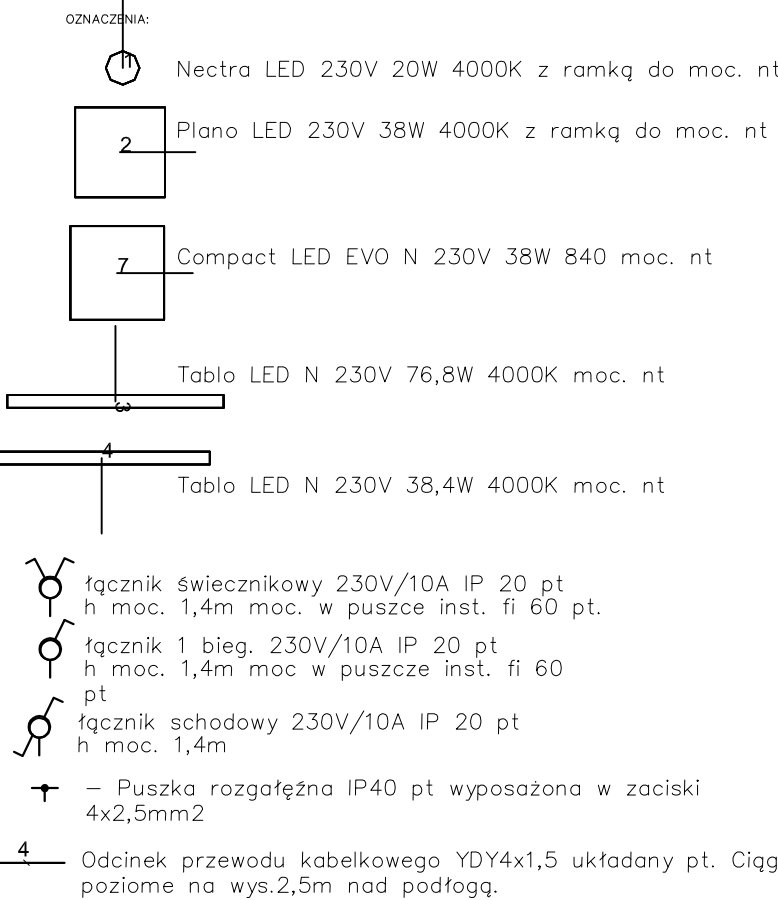 OZNACZENIA:
1
Nectra LED 230V 20W 4000K z ramką do moc. nt
2
Plano LED 230V 38W 4000K z ramką do moc. nt
7
Compact LED EVO N 230V 38W 840 moc. nt
Tablo LED N 230V 76,8W 4000K moc. nt
3
4
Tablo LED N 230V 38,4W 4000K moc. nt
łącznik świecznikowy 230V/10A IP 20 pt
h moc. 1,4m moc. w puszce inst. fi 60 pt.
łącznik 1 bieg. 230V/10A IP 20 pt
h moc. 1,4m moc w puszcze inst. fi 60
pt
łącznik schodowy 230V/10A IP 20 pt
h moc. 1,4m
– Puszka rozgałęźna IP40 pt wyposażona w zaciski
4x2,5mm2
4
Odcinek przewodu kabelkowego YDY4x1,5 układany pt. Ciąg
poziome na wys.2,5m nad podłogą.